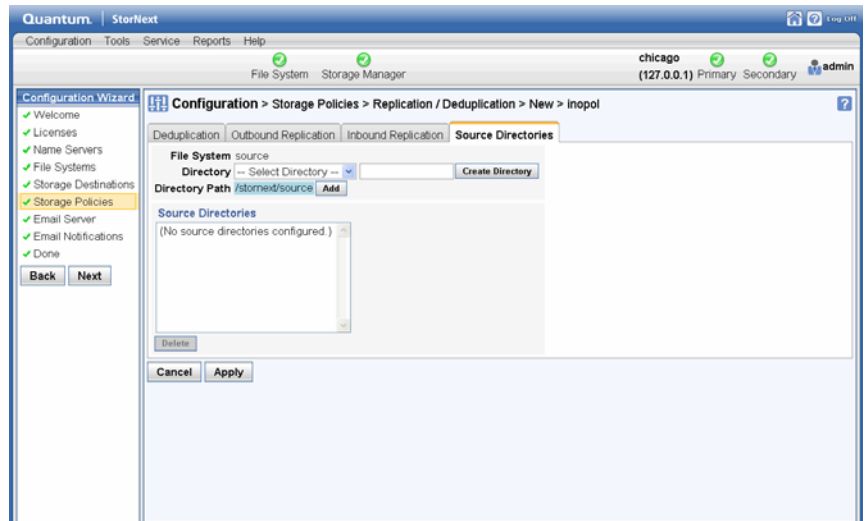 Quantum. StorNext
Log Off
Configuration Tools Service Reports Help
File System Storage Manager
chicago
(127.0.0.1) Primary Secondary
admin
Configuration Wizard
Welcome
Licenses
Name Servers
File Systems
Storage Destinations
Storage Policies
Email Server
Email Notifications
Done
Back Next
Configuration > Storage Policies > Replication / Deduplication > New > inopol
?
Deduplication Outbound Replication Inbound Replication Source Directories
File System source
Directory -- Select Directory -- Create Directory
Directory Path /stornext/source Add
Source Directories
(No source directories configured.)
Delete
Cancel Apply